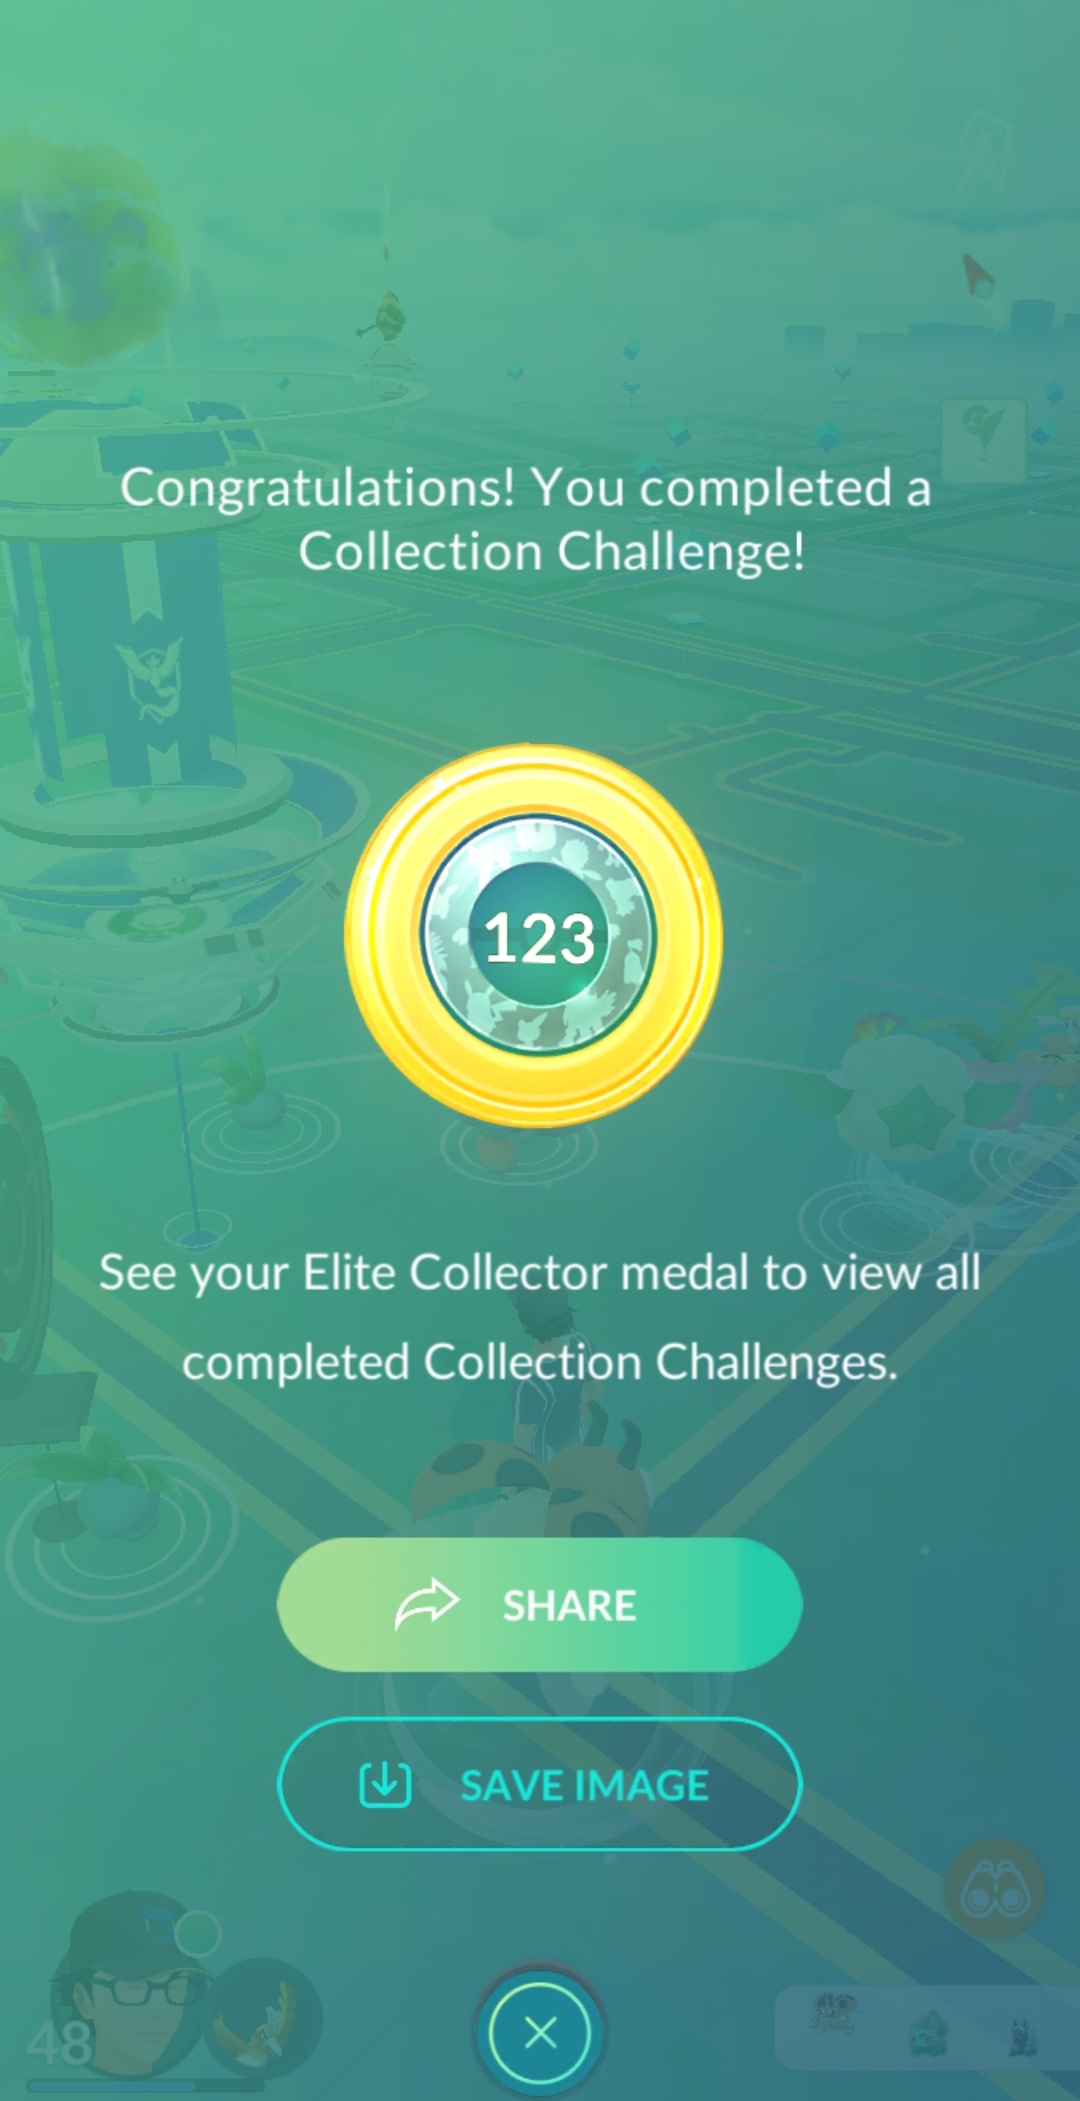 Congratulations! You completed a
Collection Challenge!
123
See your Elite Collector medal to view all
completed Collection Challenges.
SHARE
SAVE IMAGE
48